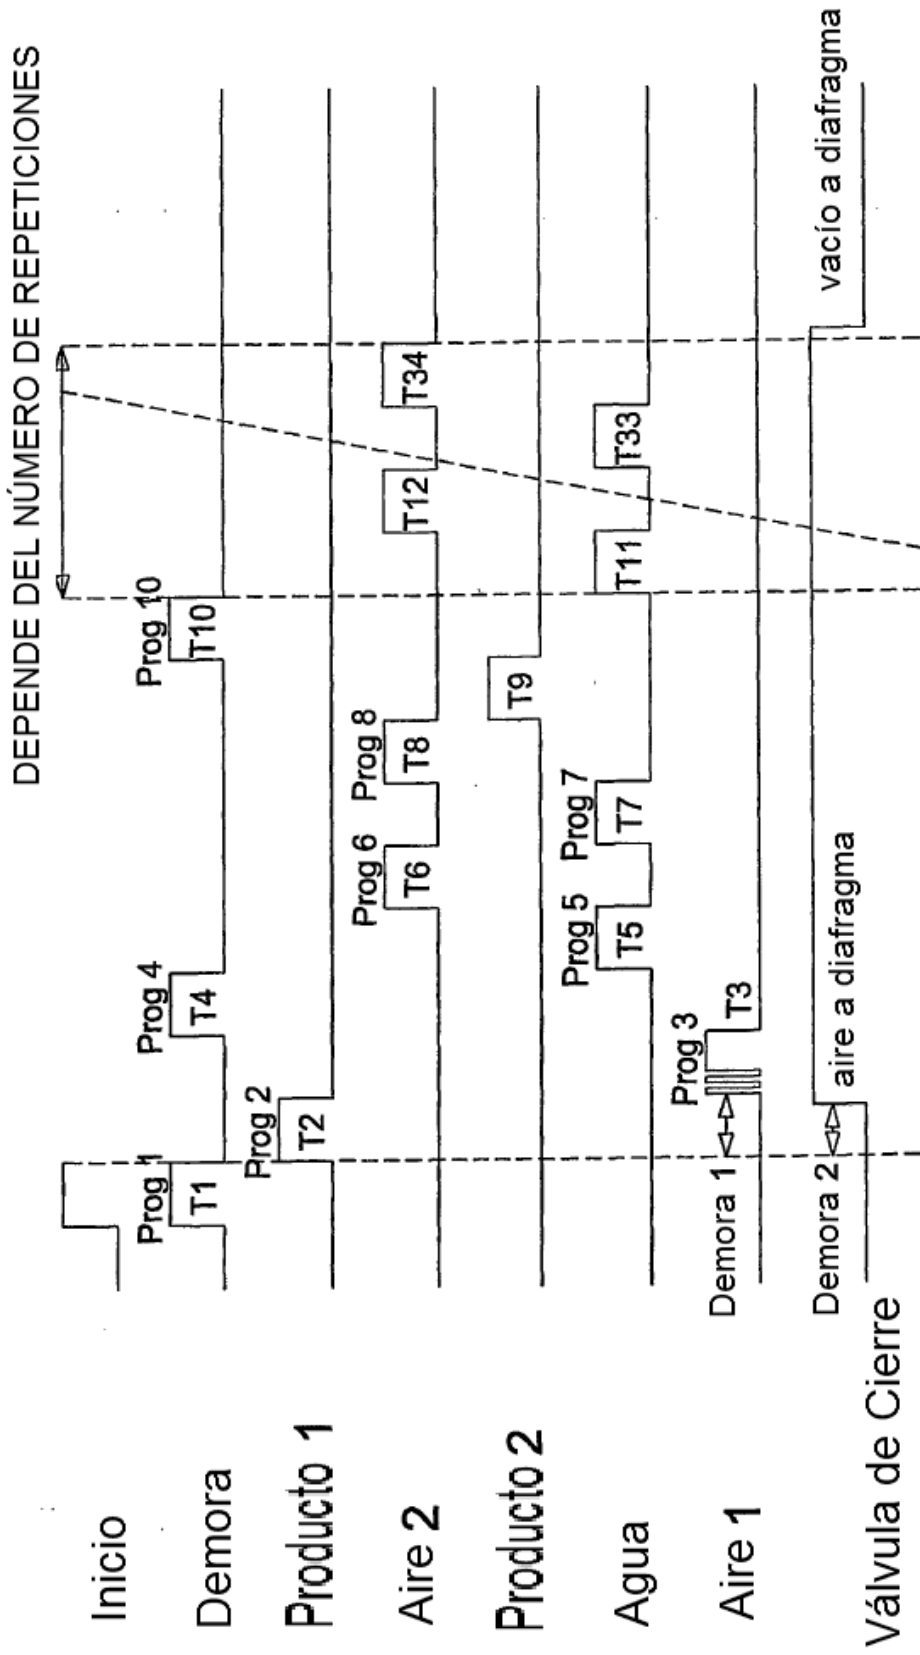 DEPENDE DEL NÚMERO DE REPETICIONES
Inicio
Demora
Prog 1
T1
Prog 4
T4
Prog 10
T10
Producto 1
Prog 2
T2
Aire 2
Prog 6
T6
Prog 8
T8
T12
T34
Producto 2
T9
Agua
Prog 5
T5
Prog 7
T7
T11
T33
Aire 1
Demora 1
Prog 3
T3
Válvula de Cierre
Demora 2
aire a diafragma
vacío a diafragma